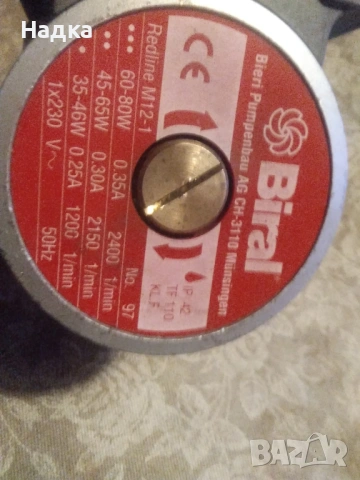 Надка
Biral
Bieri Pumpenbau AG CH-3110 Münsingen
CE
IP 42
TF 110
KL.F
Redline M12-1 No. 97
●●● 60-80W 0.35A 2400 1/min
●● 45-65W 0.30A 2150 1/min
● 35-46W 0.25A 1200 1/min
1x230 V~ 50Hz
BAZAR